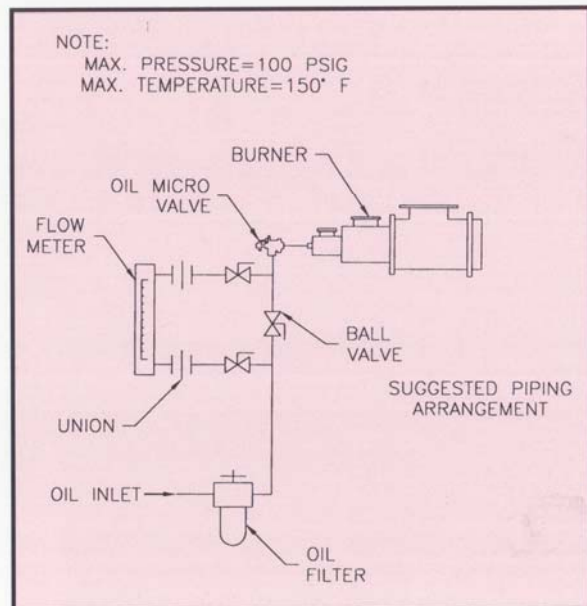 NOTE:
MAX. PRESSURE=100 PSIG
MAX. TEMPERATURE=150° F
BURNER
OIL MICRO
VALVE
FLOW
METER
BALL
VALVE
SUGGESTED PIPING
ARRANGEMENT
UNION
OIL INLET
OIL
FILTER